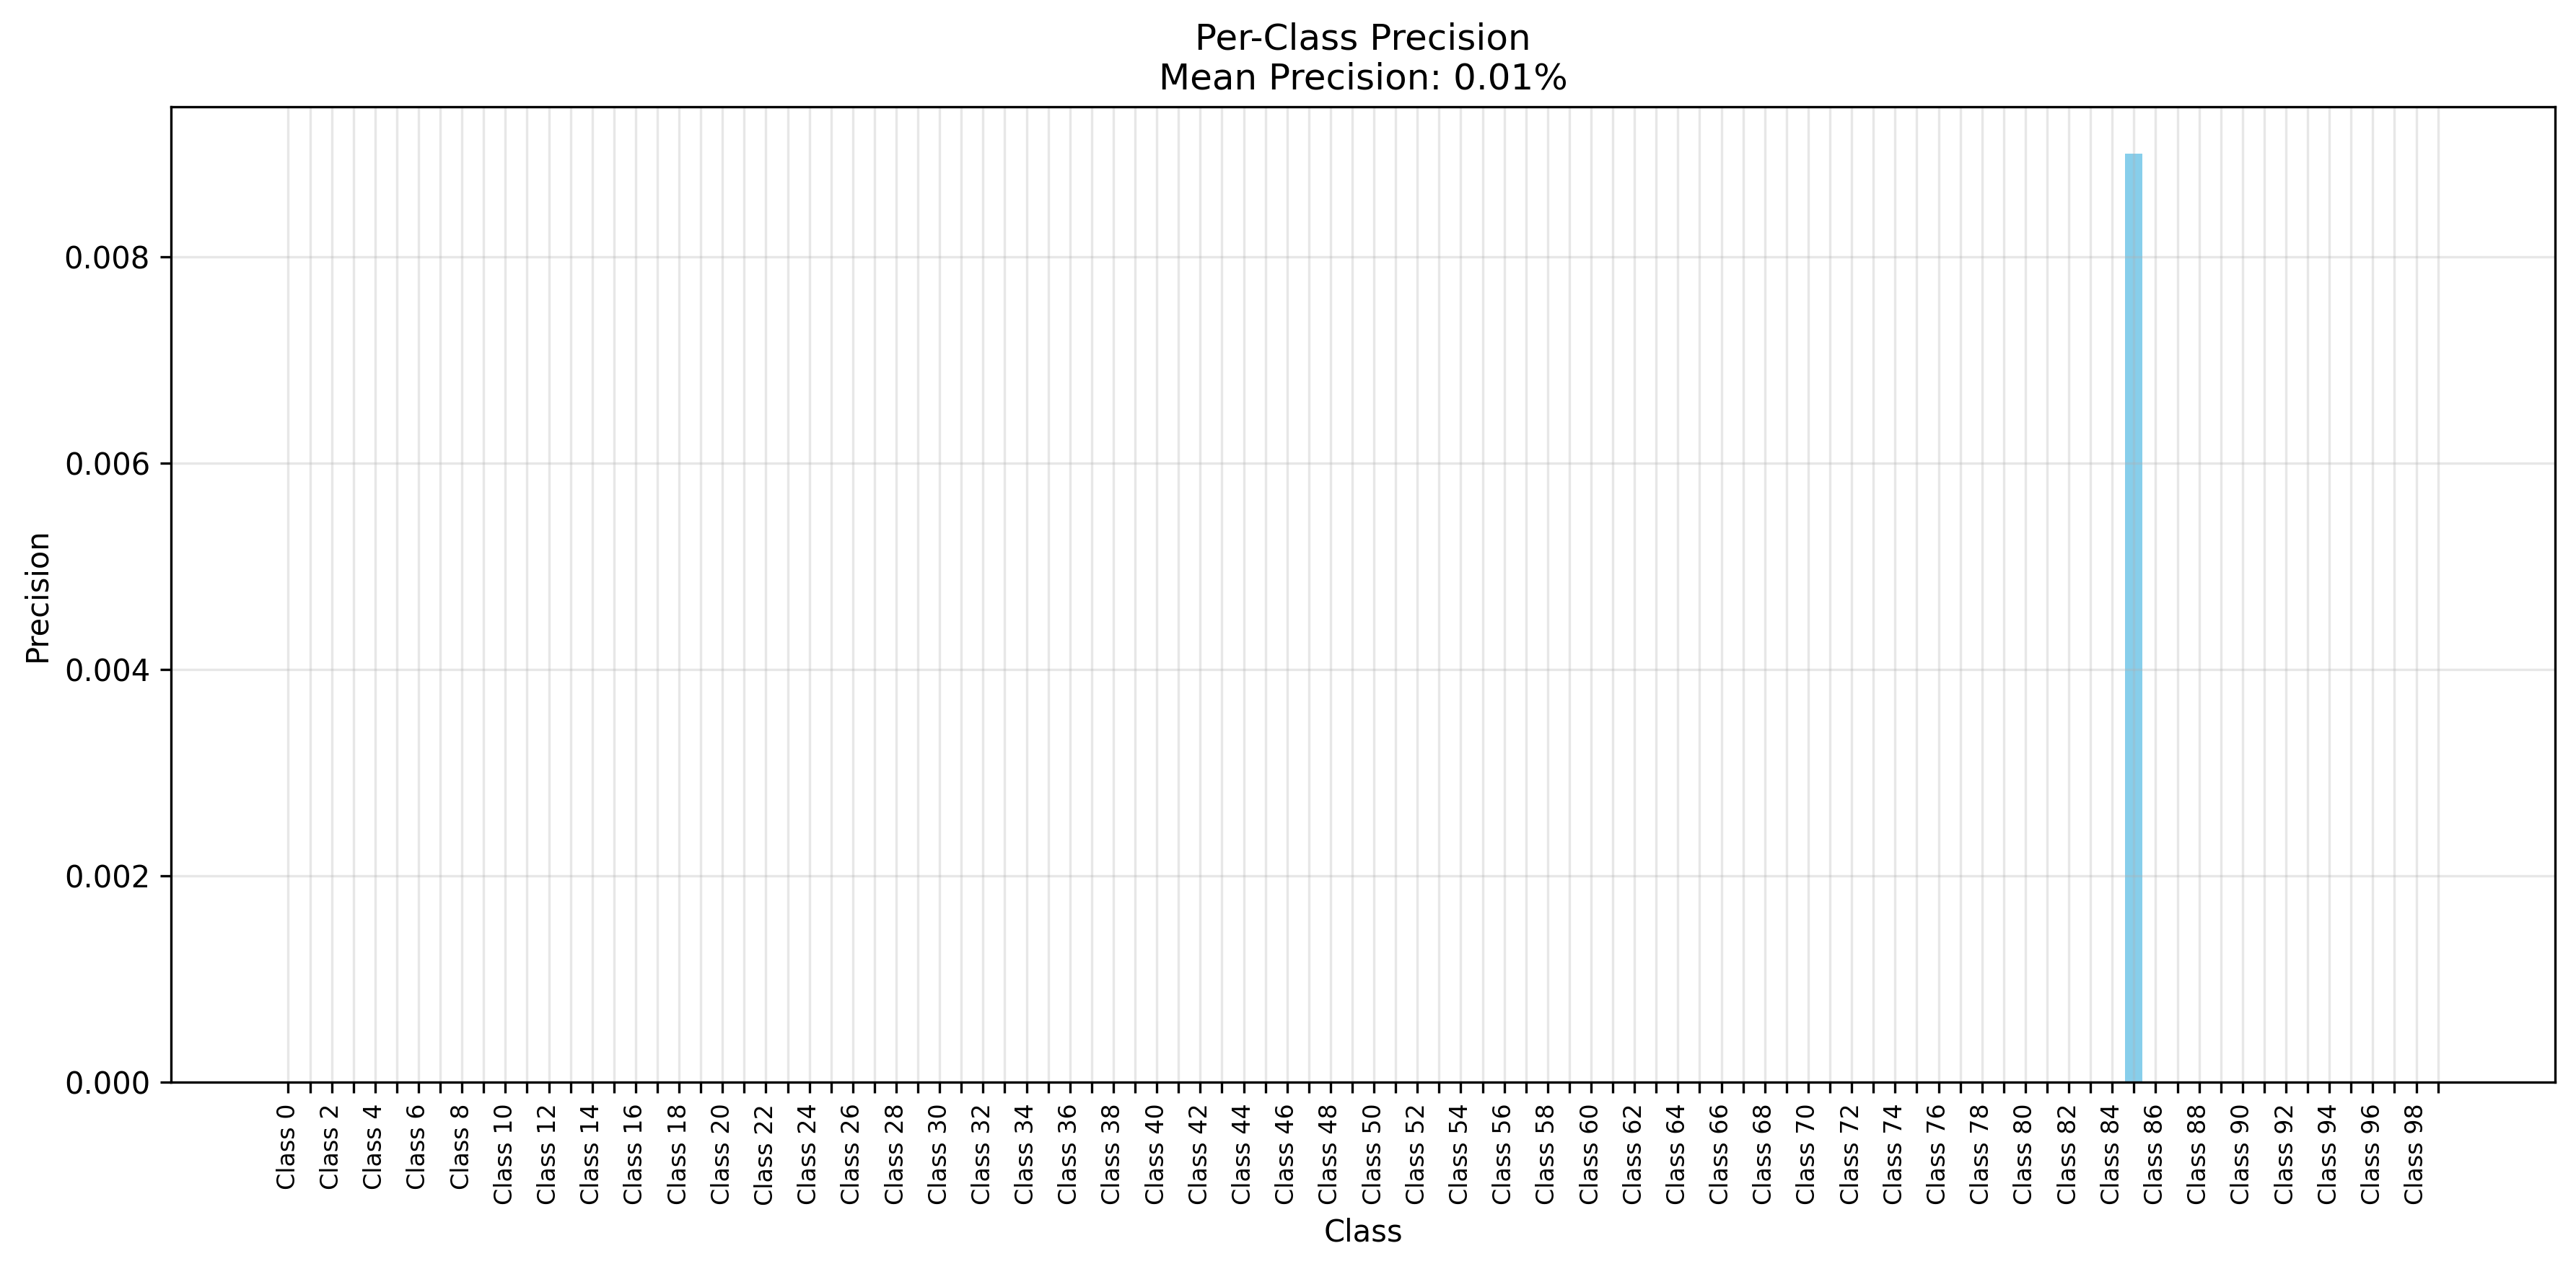 Per-Class Precision
Mean Precision: 0.01%
Precision
0.008
0.006
0.004
0.002
0.000
Class 0
Class 2
Class 4
Class 6
Class 8
Class 10
Class 12
Class 14
Class 16
Class 18
Class 20
Class 22
Class 24
Class 26
Class 28
Class 30
Class 32
Class 34
Class 36
Class 38
Class 40
Class 42
Class 44
Class 46
Class 48
Class 50
Class 52
Class 54
Class 56
Class 58
Class 60
Class 62
Class 64
Class 66
Class 68
Class 70
Class 72
Class 74
Class 76
Class 78
Class 80
Class 82
Class 84
Class 86
Class 88
Class 90
Class 92
Class 94
Class 96
Class 98
Class